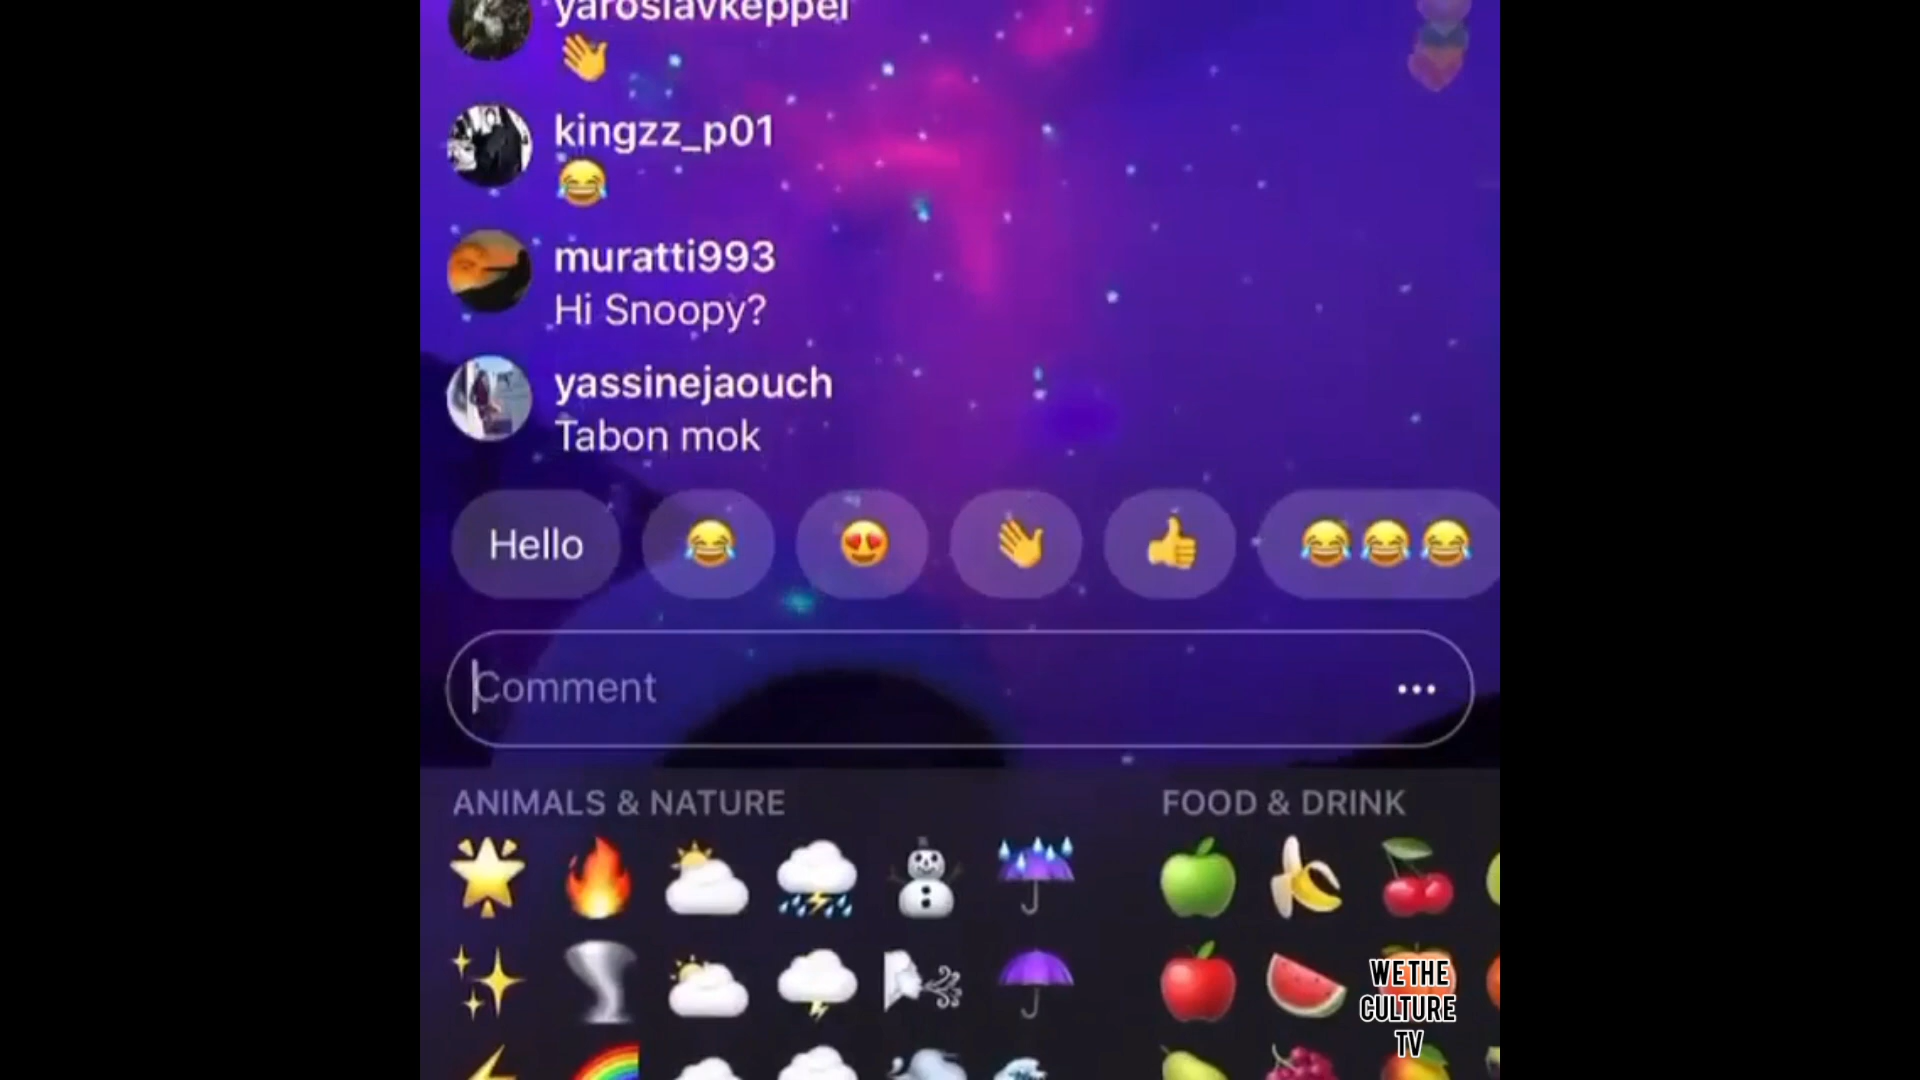 yaroslavkeppel
👋
kingzz_p01
😂
muratti993
Hi Snoopy?
yassinejaouch
Tabon mok
Hello 😂 😍 👋 👍 😂😂😂
Comment
ANIMALS & NATURE FOOD & DRINK
WE THE
CULTURE
TV